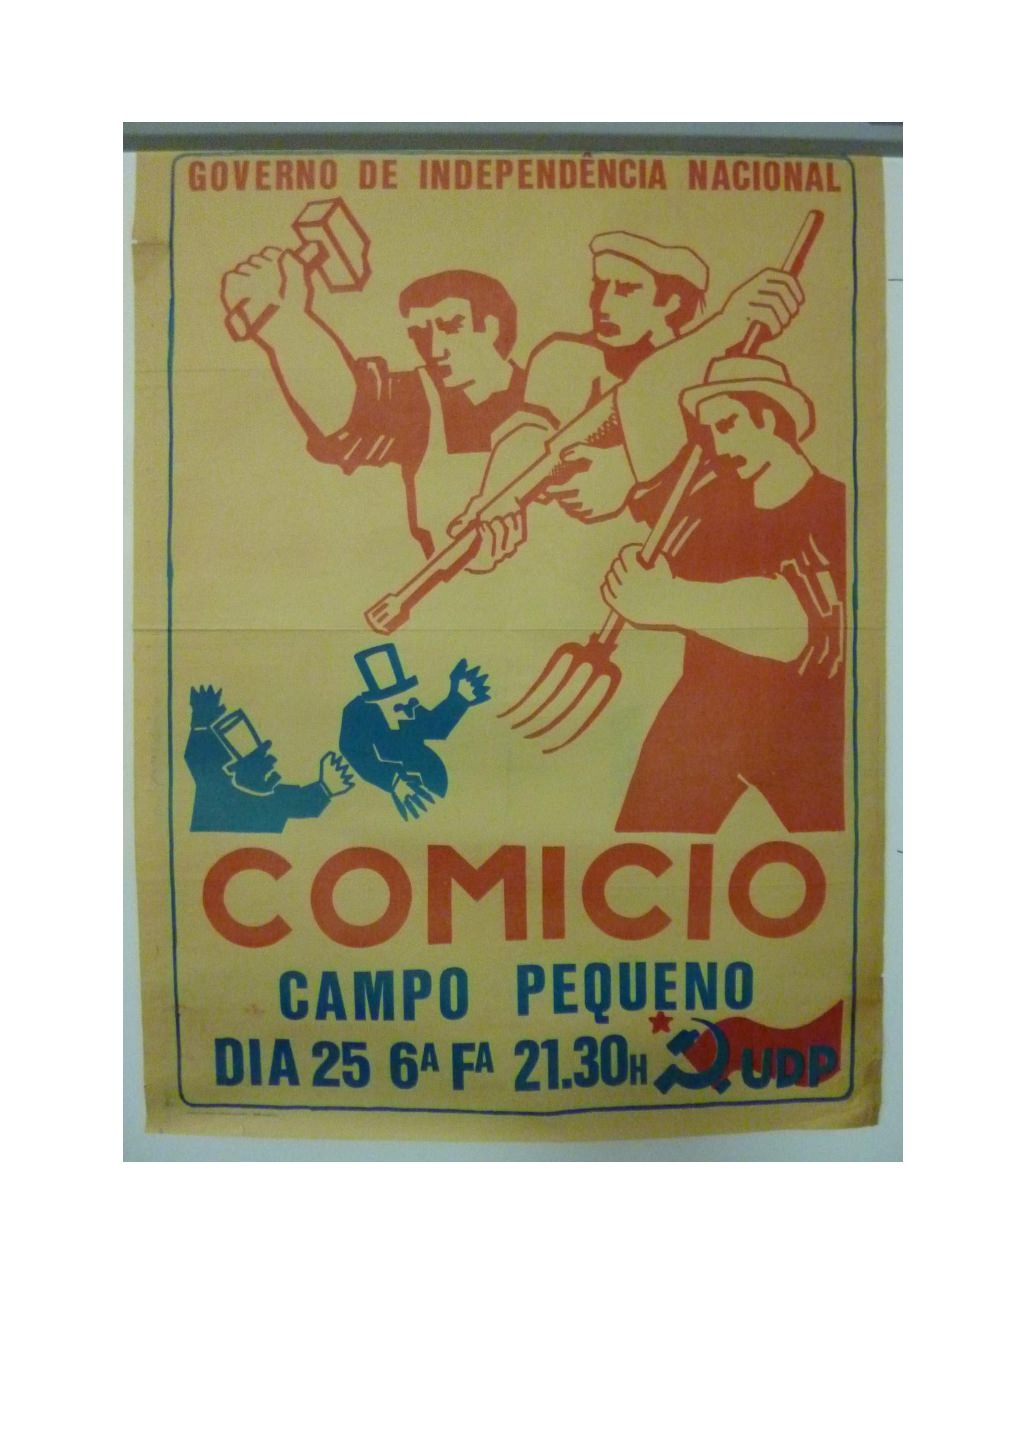 GOVERNO DE INDEPENDÊNCIA NACIONAL
COMICIO
CAMPO PEQUENO
DIA 25 6A FA 21.30H UDP